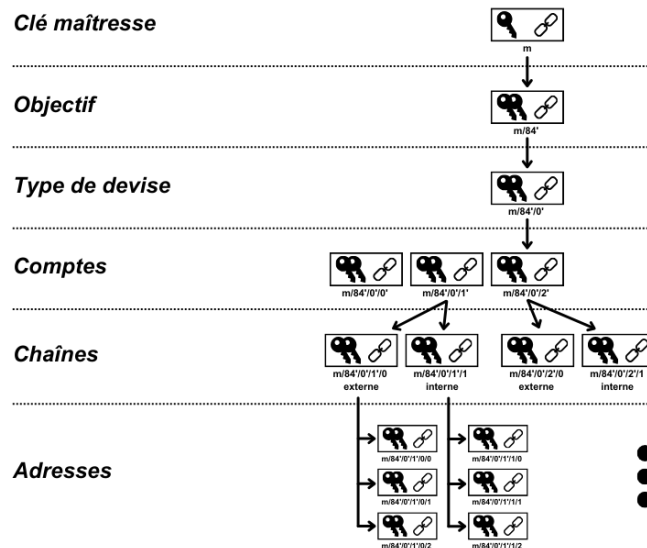 Clé maîtresse
m
Objectif
m/84'
Type de devise
m/84'/0'
Comptes
m/84'/0'/0'
m/84'/0'/1'
m/84'/0'/2'
Chaînes
m/84'/0'/1'/0
externe
m/84'/0'/1'/1
interne
m/84'/0'/2'/0
externe
m/84'/0'/2'/1
interne
Adresses
m/84'/0'/1'/0/0
m/84'/0'/1'/1/0
m/84'/0'/1'/0/1
m/84'/0'/1'/1/1
m/84'/0'/1'/0/2
m/84'/0'/1'/1/2